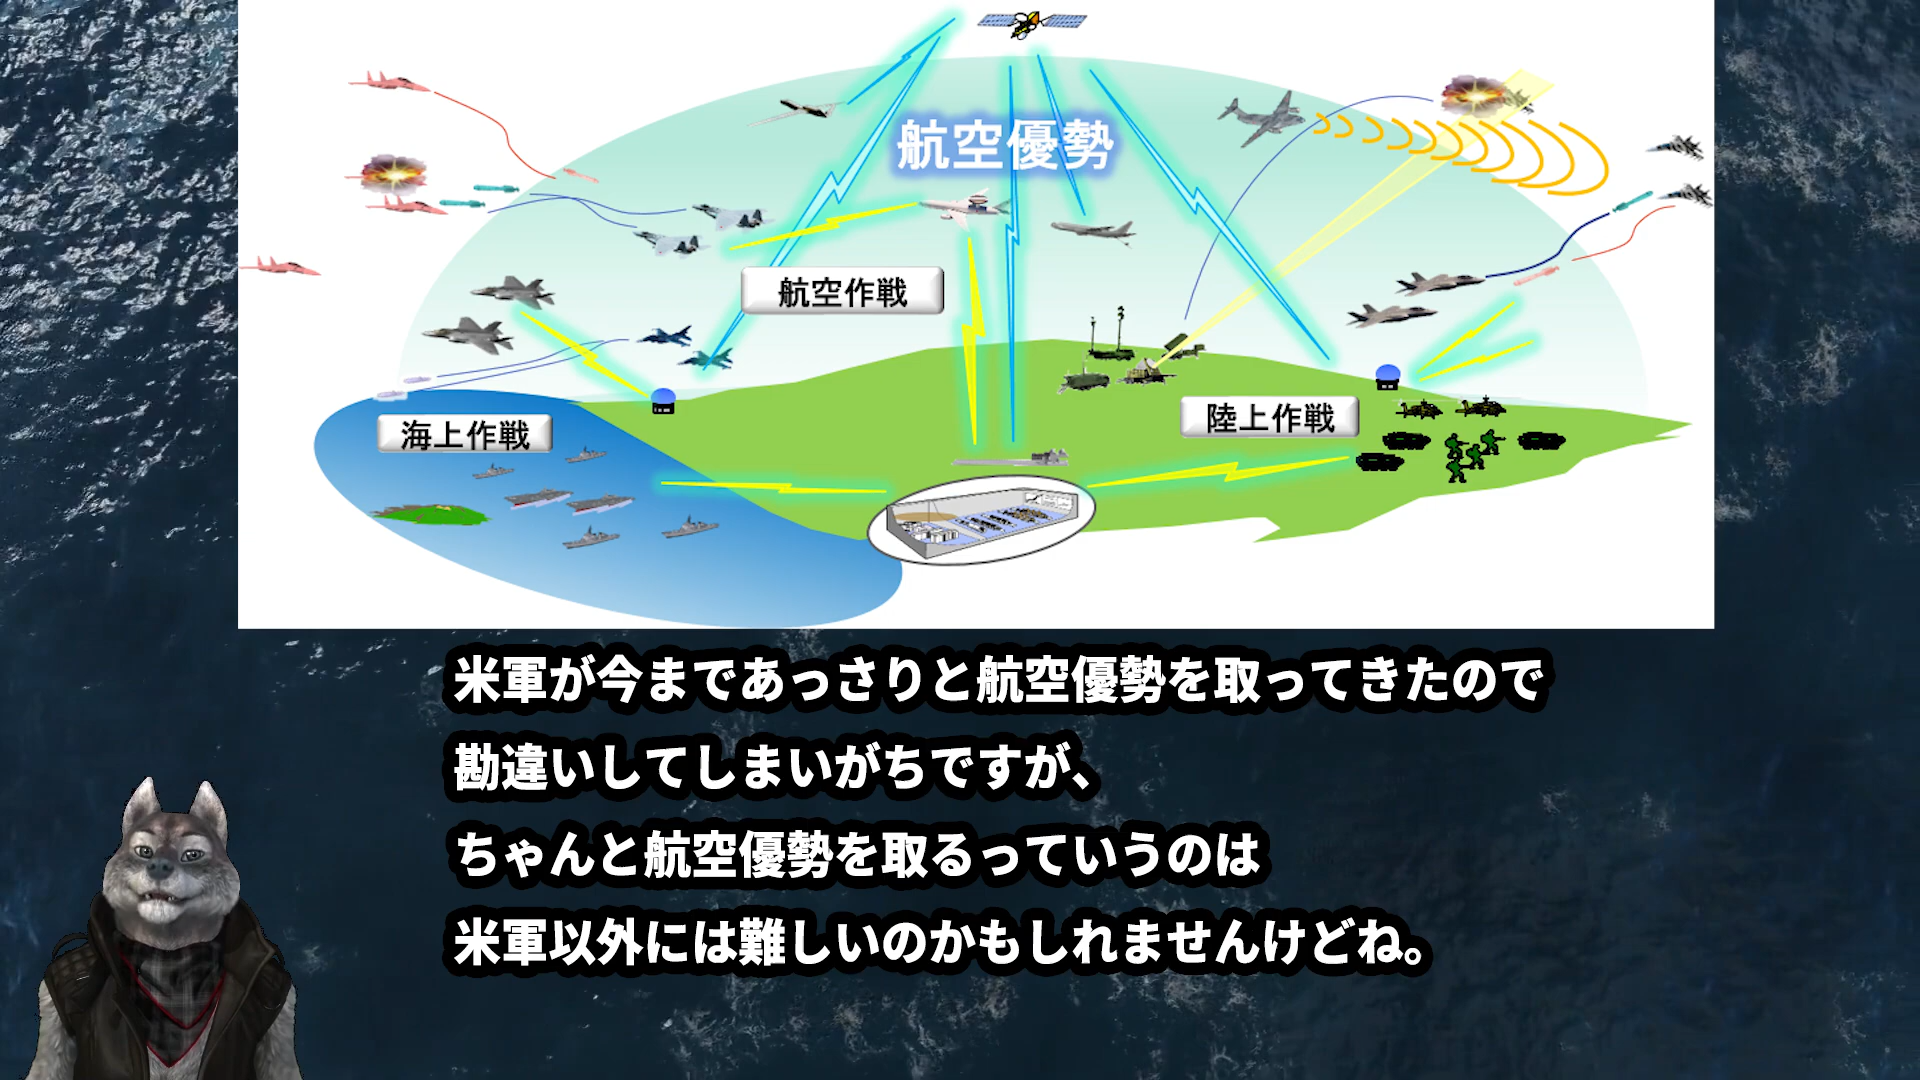 航空優勢
航空作戦
海上作戦
陸上作戦
米軍が今まであっさりと航空優勢を取ってきたので
勘違いしてしまいがちですが、
ちゃんと航空優勢を取るっていうのは
米軍以外には難しいのかもしれませんけどね。